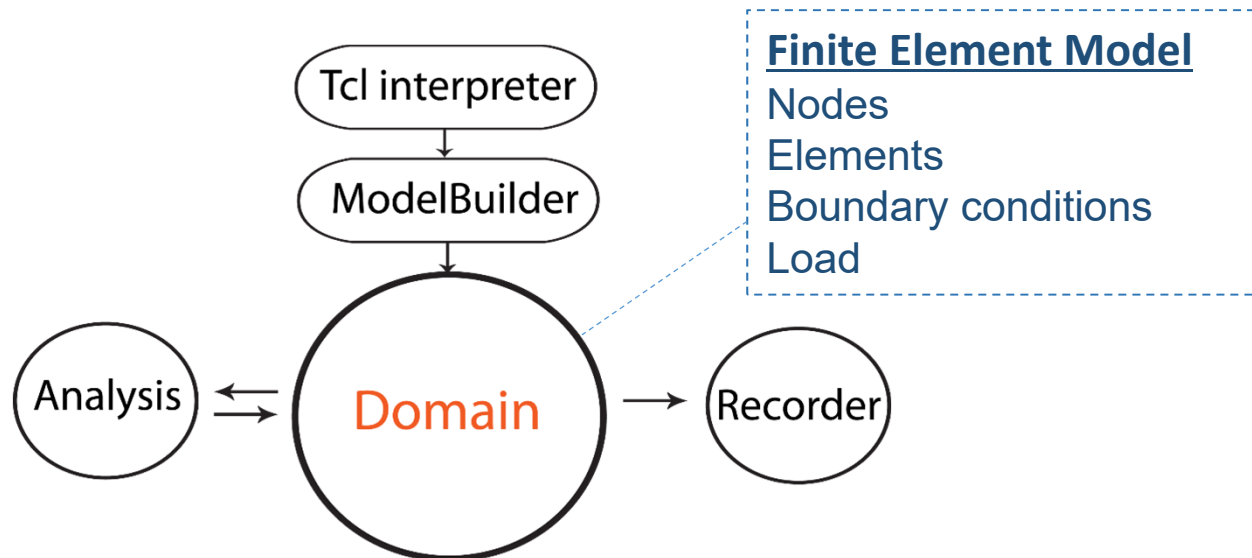 Tcl interpreter
ModelBuilder
Finite Element Model
Nodes
Elements
Boundary conditions
Load
Analysis
Domain
Recorder